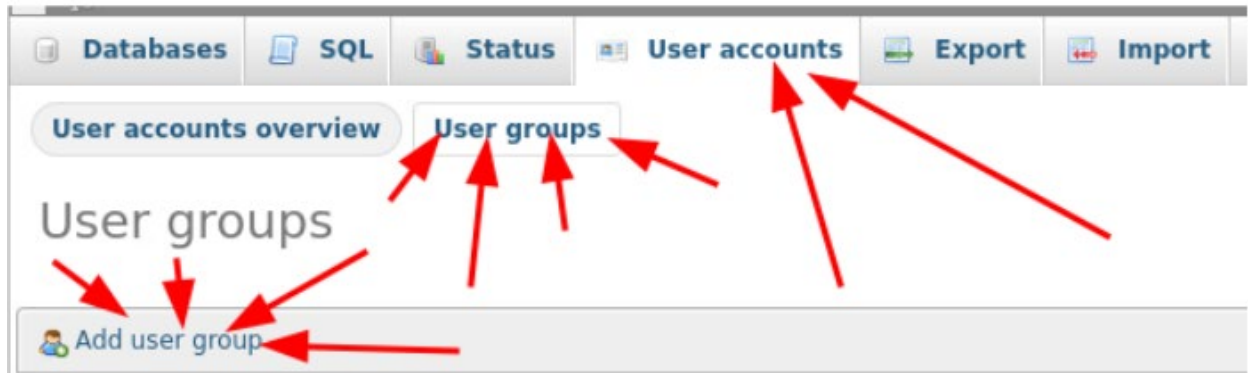 Databases SQL Status User accounts Export Import
User accounts overview User groups
User groups
Add user group